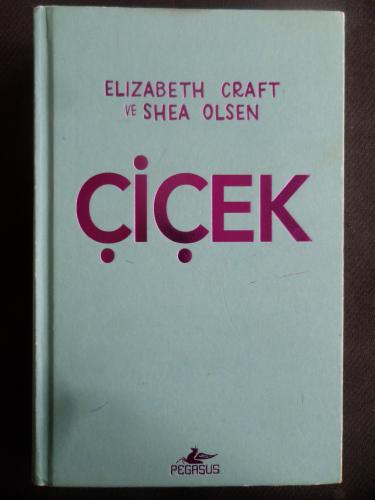 ELIZABETH CRAFT
VE SHEA OLSEN
ÇİÇEK
PEGASUS